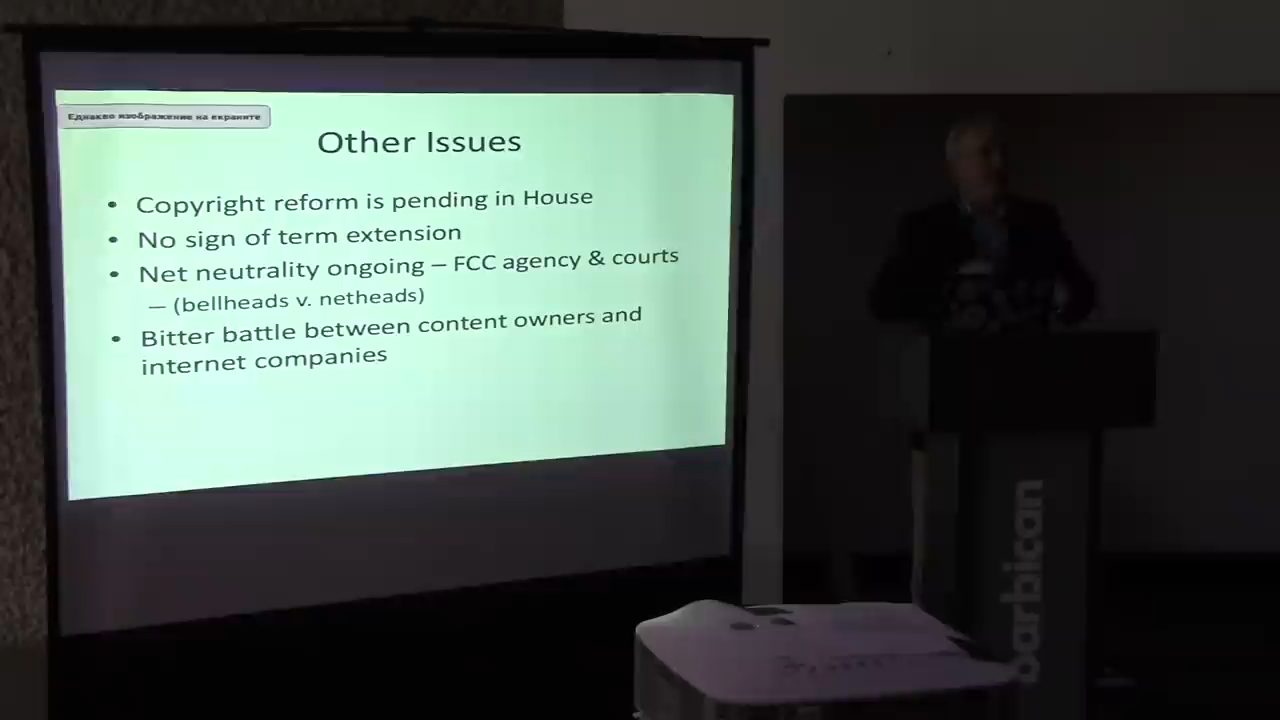 Еднакво изображение на екраните
Other Issues
• Copyright reform is pending in House
• No sign of term extension
• Net neutrality ongoing – FCC agency & courts
– (bellheads v. netheads)
• Bitter battle between content owners and
internet companies
barbican